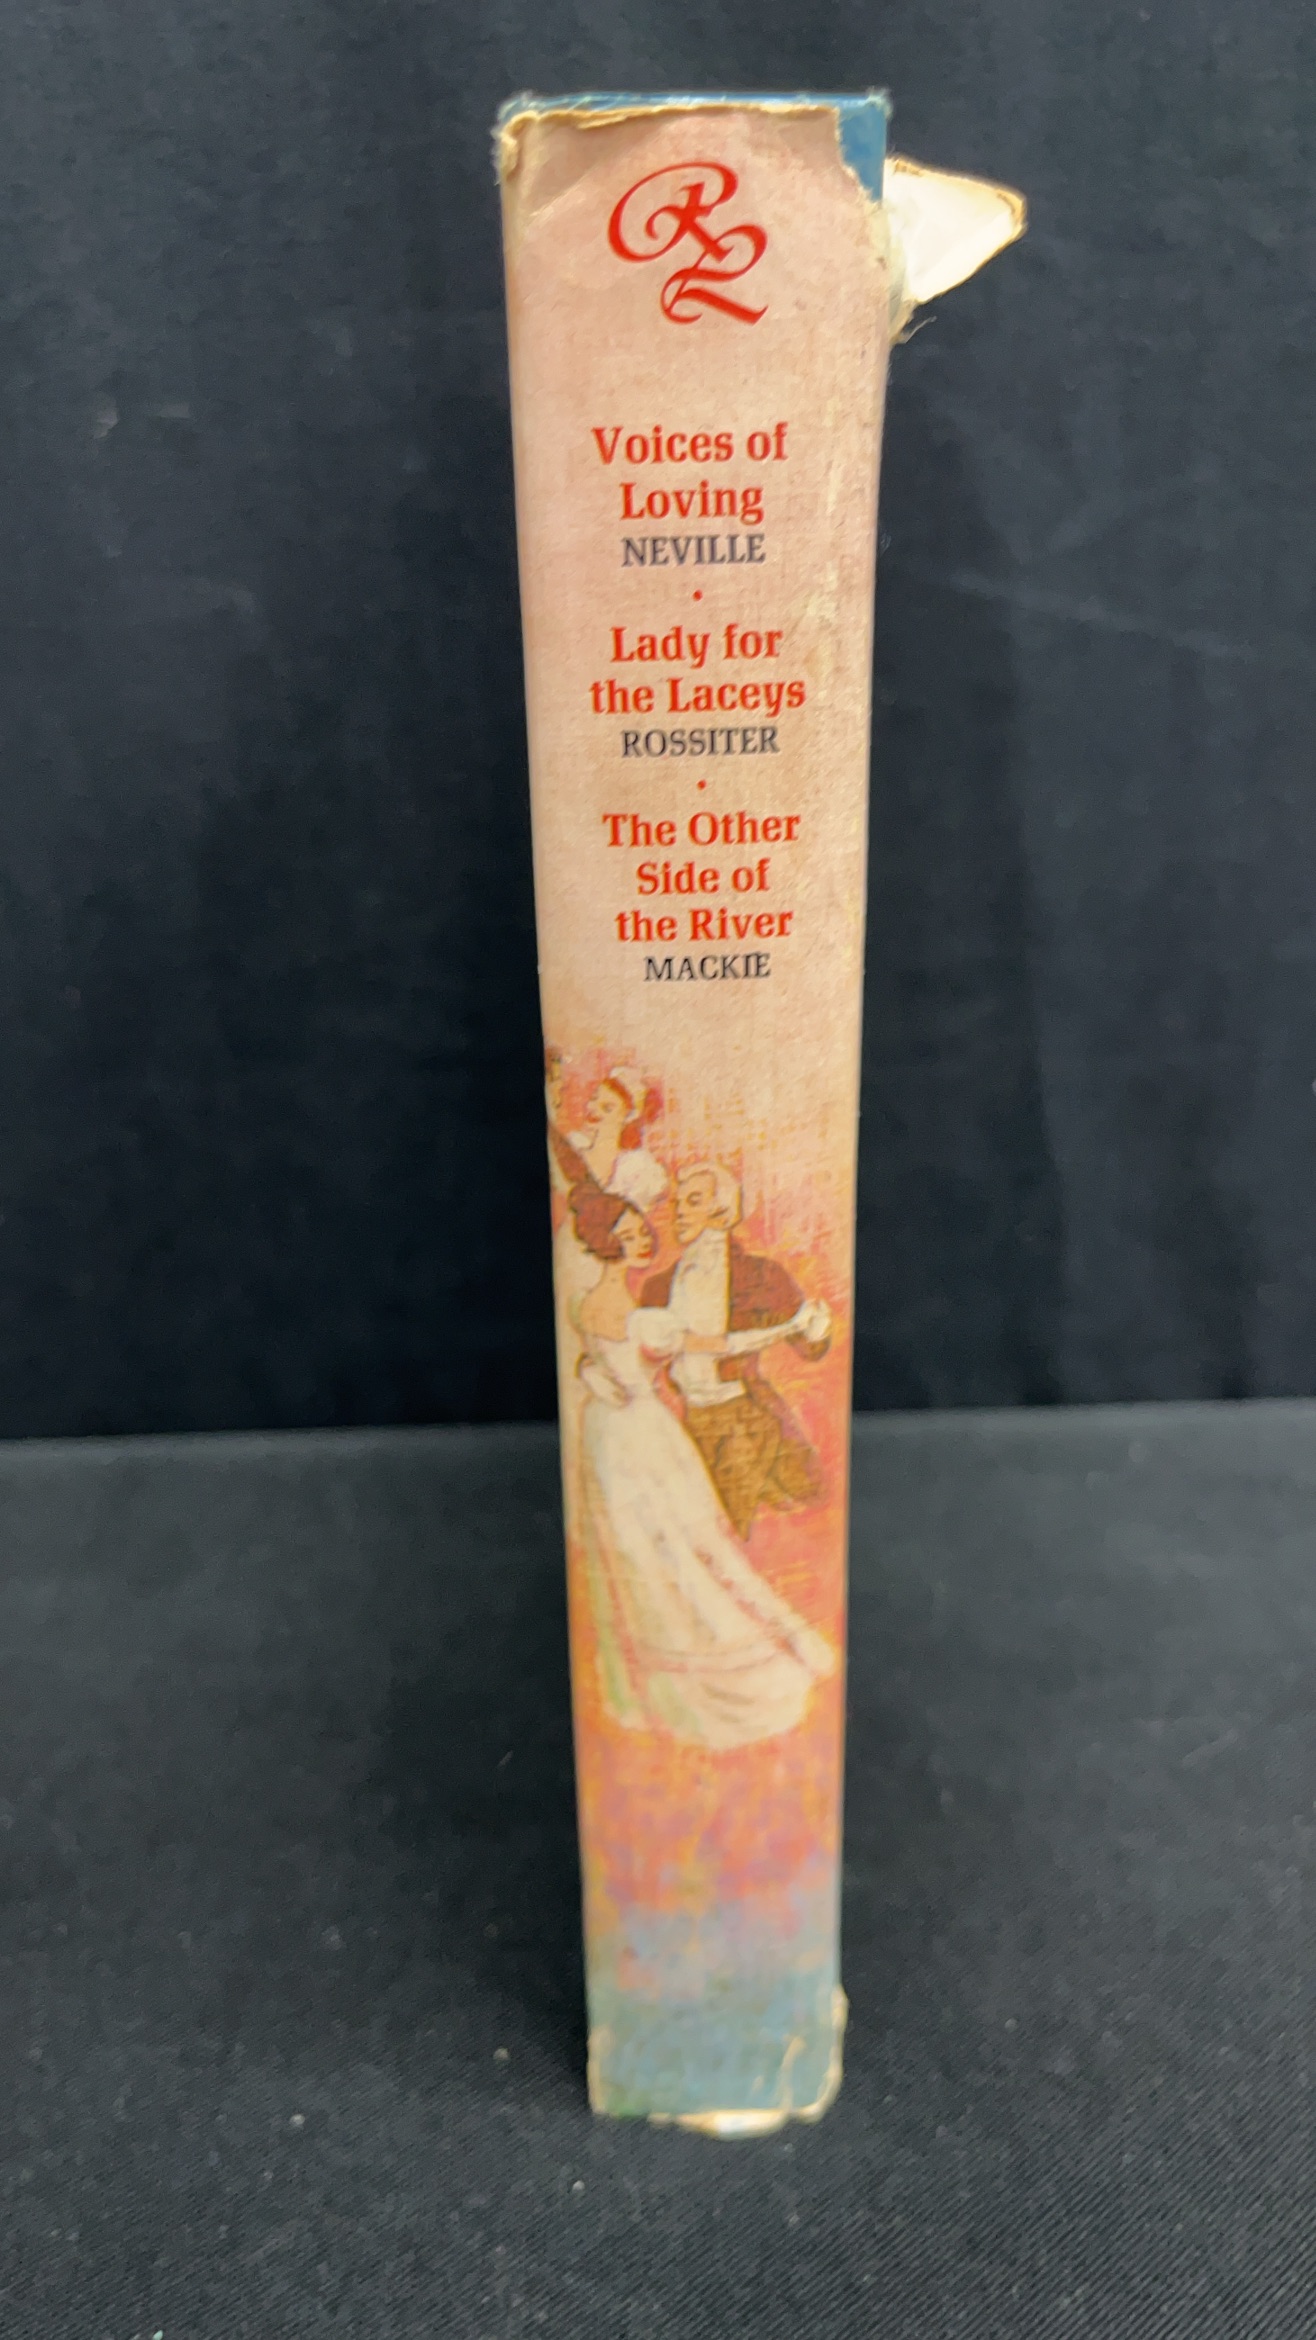 RL
Voices of
Loving
NEVILLE
•
Lady for
the Laceys
ROSSITER
•
The Other
Side of
the River
MACKIE